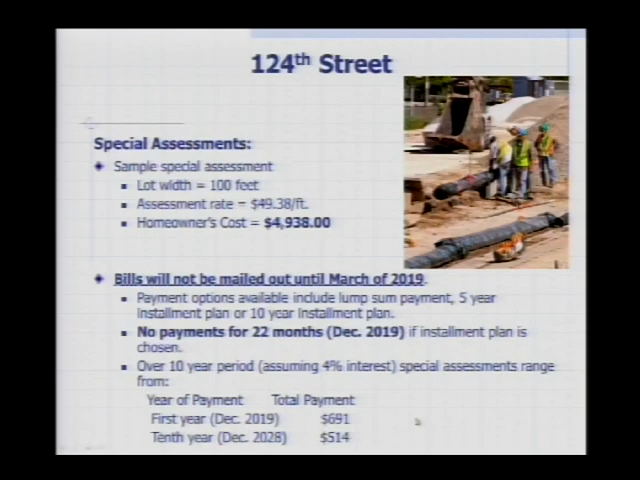 124th Street
Special Assessments:
Sample special assessment
Lot width = 100 feet
Assessment rate = $49.38/ft.
Homeowner's Cost = $4,938.00
Bills will not be mailed out until March of 2019.
Payment options available include lump sum payment, 5 year
installment plan or 10 year installment plan.
No payments for 22 months (Dec. 2019) if installment plan is
chosen.
Over 10 year period (assuming 4% interest) special assessments range
from:
Year of Payment Total Payment
First year (Dec. 2019) $691
Tenth year (Dec. 2028) $514